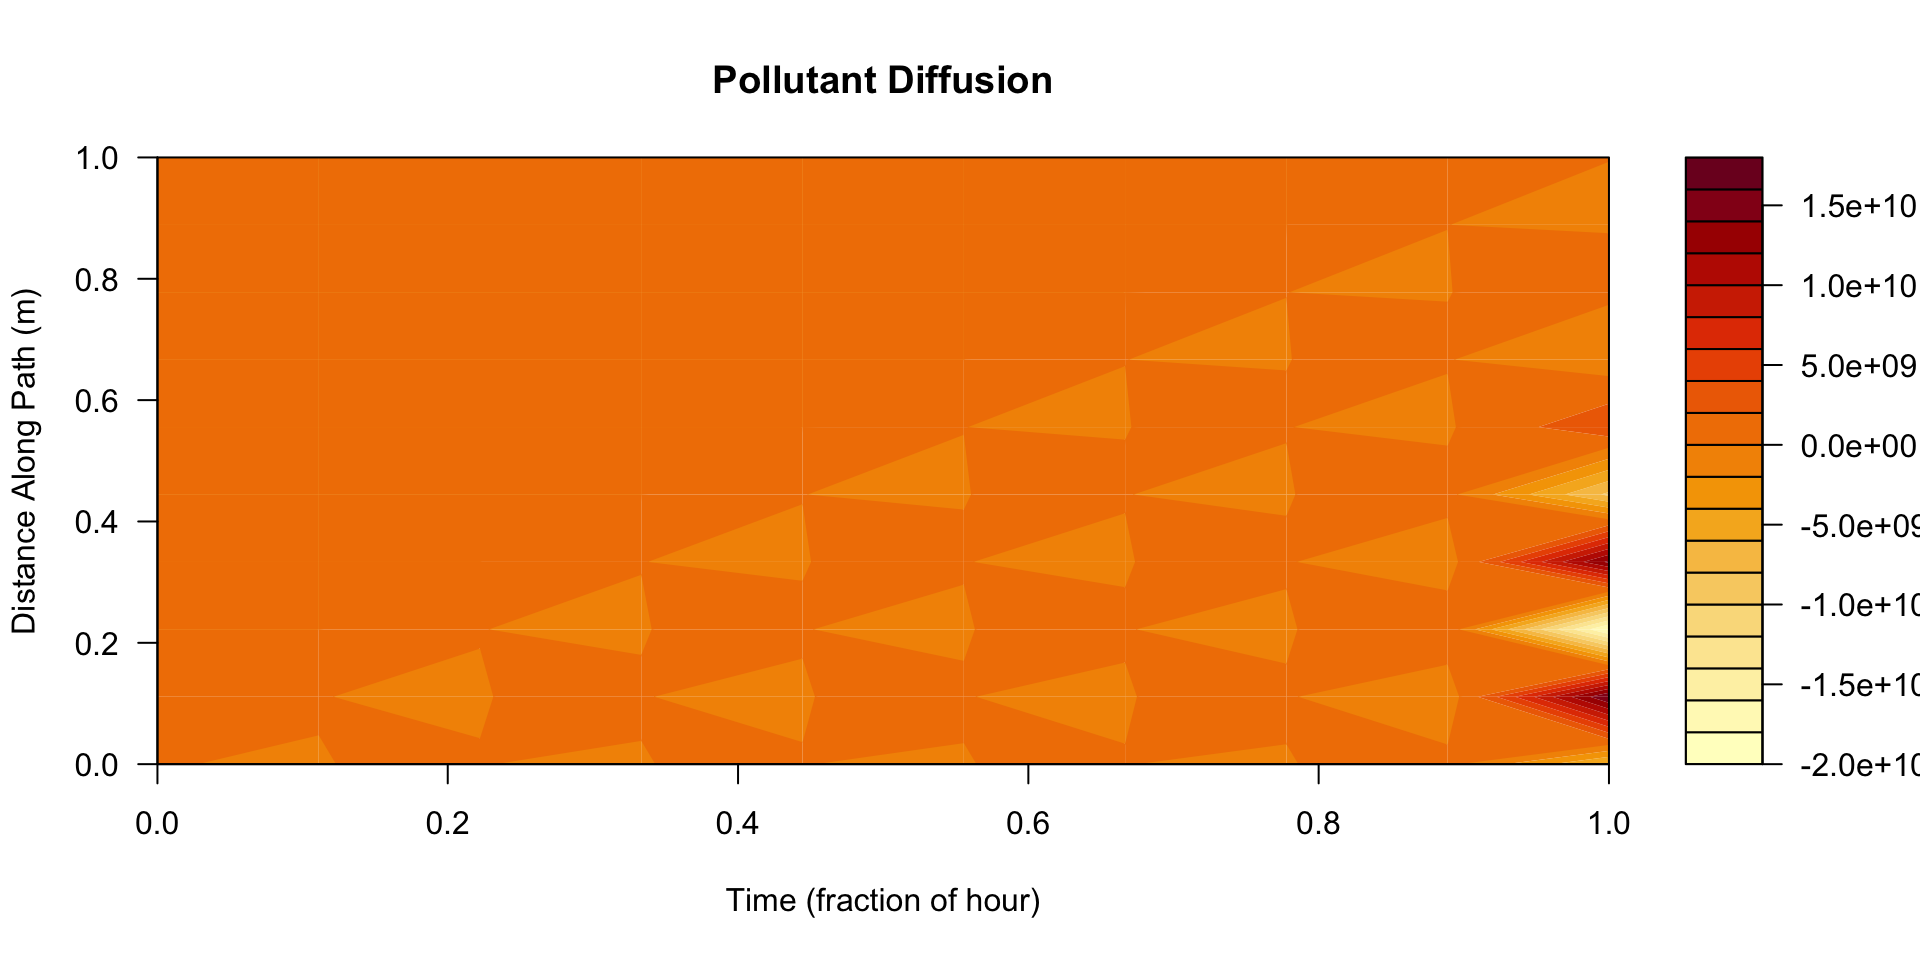 Pollutant Diffusion
Distance Along Path (m)
1.0
0.8
0.6
0.4
0.2
0.0
0.0 0.2 0.4 0.6 0.8 1.0
Time (fraction of hour)
1.5e+10
1.0e+10
5.0e+09
0.0e+00
-5.0e+09
-1.0e+10
-1.5e+10
-2.0e+10